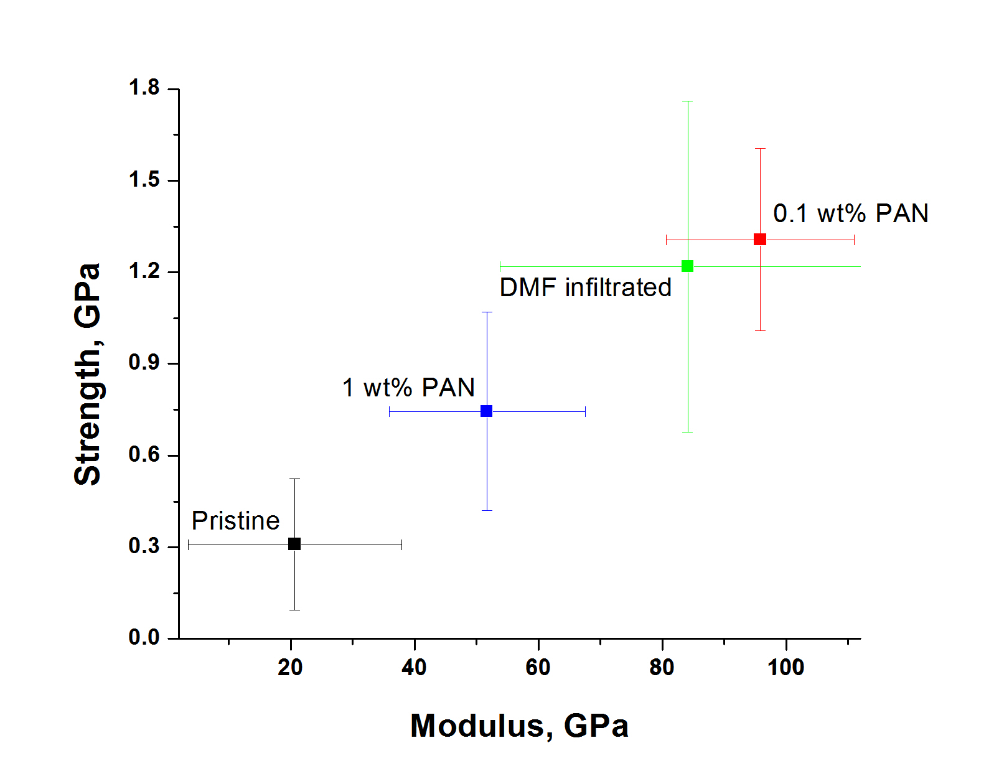 1.8
1.5
1.2
0.9
0.6
0.3
0.0
Strength, GPa
0.1 wt% PAN
DMF infiltrated
1 wt% PAN
Pristine
20 40 60 80 100
Modulus, GPa